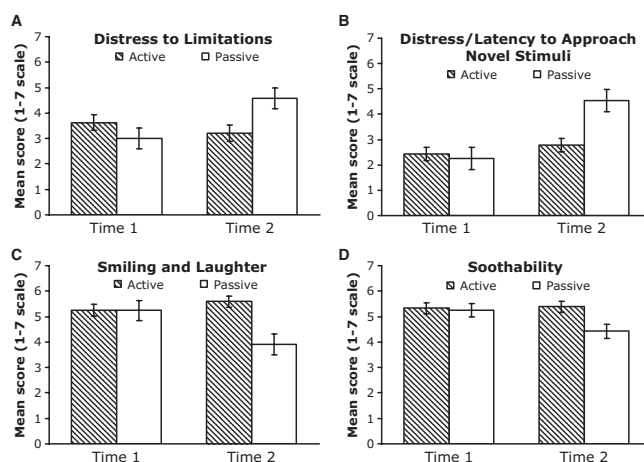 A
Distress to Limitations
Active Passive
Mean score (1–7 scale)
7
6
5
4
3
2
1
0
Time 1 Time 2
B
Distress/Latency to Approach
Novel Stimuli
Active Passive
Mean score (1–7 scale)
7
6
5
4
3
2
1
0
Time 1 Time 2
C
Smiling and Laughter
Active Passive
Mean score (1–7 scale)
7
6
5
4
3
2
1
0
Time 1 Time 2
D
Soothability
Active Passive
Mean score (1–7 scale)
7
6
5
4
3
2
1
0
Time 1 Time 2